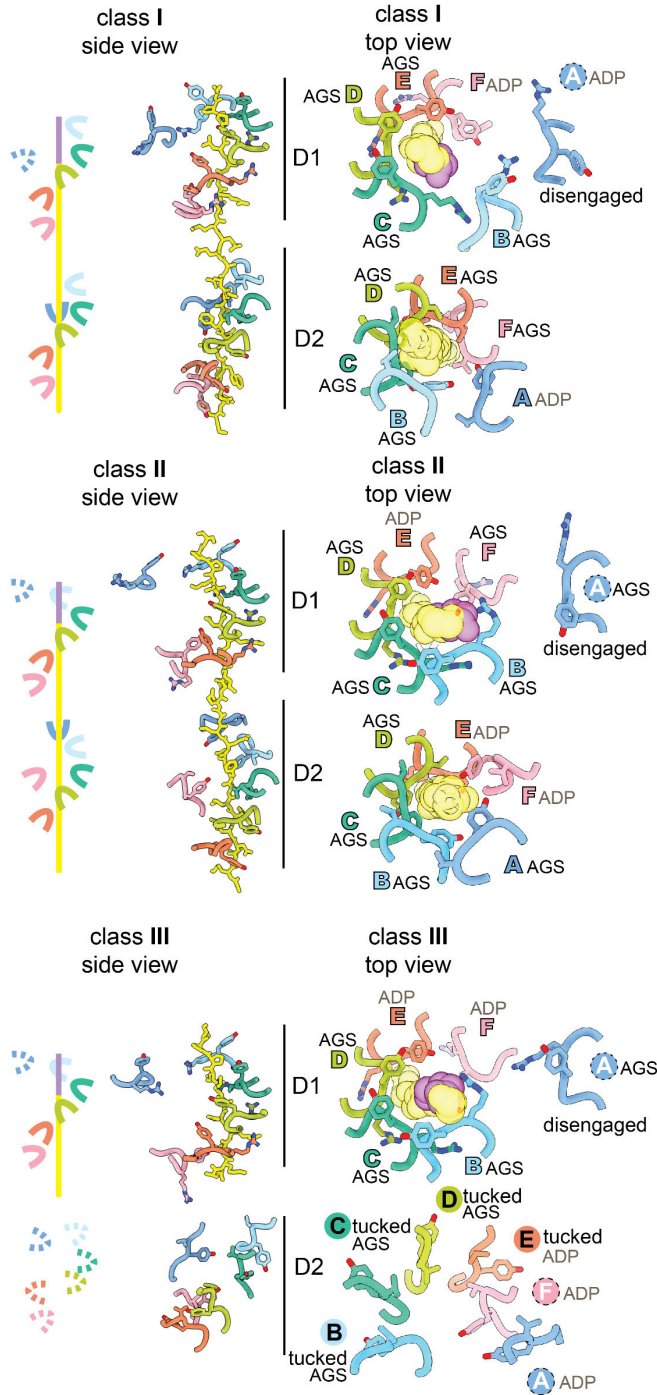 class I
side view
class I
top view
AGS
E
F ADP
A ADP
AGS D
D1
disengaged
C
AGS
B AGS
AGS
D
E AGS
D2
F AGS
C
AGS
A ADP
B
AGS
class II
side view
class II
top view
ADP
E
AGS
F
AGS
D
A AGS
D1
disengaged
B
AGS
AGS C
AGS
D
E ADP
D2
F ADP
C
AGS
B AGS
A AGS
class III
side view
class III
top view
ADP
E
ADP
F
AGS
D
D1
A AGS
disengaged
C
AGS
B AGS
D tucked
AGS
C tucked
AGS
E tucked
ADP
D2
F ADP
B
tucked
AGS
A ADP